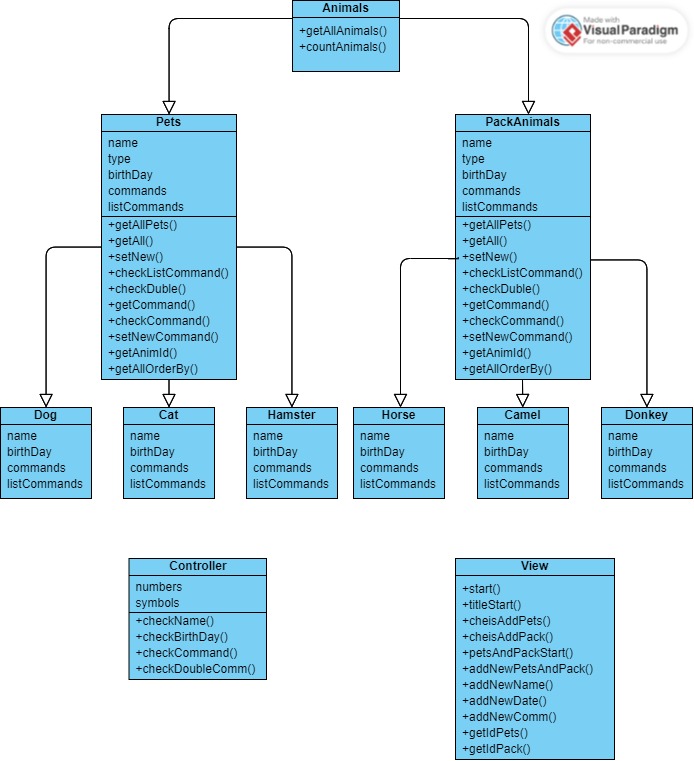 Animals
+getAllAnimals()
+countAnimals()
Made with
VisualParadigm
For non-commercial use
Pets
name
type
birthDay
commands
listCommands
+getAllPets()
+getAll()
+setNew()
+checkListCommand()
+checkDuble()
+getCommand()
+checkCommand()
+setNewCommand()
+getAnimId()
+getAllOrderBy()
PackAnimals
name
type
birthDay
commands
listCommands
+getAllPets()
+getAll()
+setNew()
+checkListCommand()
+checkDuble()
+getCommand()
+checkCommand()
+setNewCommand()
+getAnimId()
+getAllOrderBy()
Dog
name
birthDay
commands
listCommands
Cat
name
birthDay
commands
listCommands
Hamster
name
birthDay
commands
listCommands
Horse
name
birthDay
commands
listCommands
Camel
name
birthDay
commands
listCommands
Donkey
name
birthDay
commands
listCommands
Controller
numbers
symbols
+checkName()
+checkBirthDay()
+checkCommand()
+checkDoubleComm()
View
+start()
+titleStart()
+cheisAddPets()
+cheisAddPack()
+petsAndPackStart()
+addNewPetsAndPack()
+addNewName()
+addNewDate()
+addNewComm()
+getIdPets()
+getIdPack()